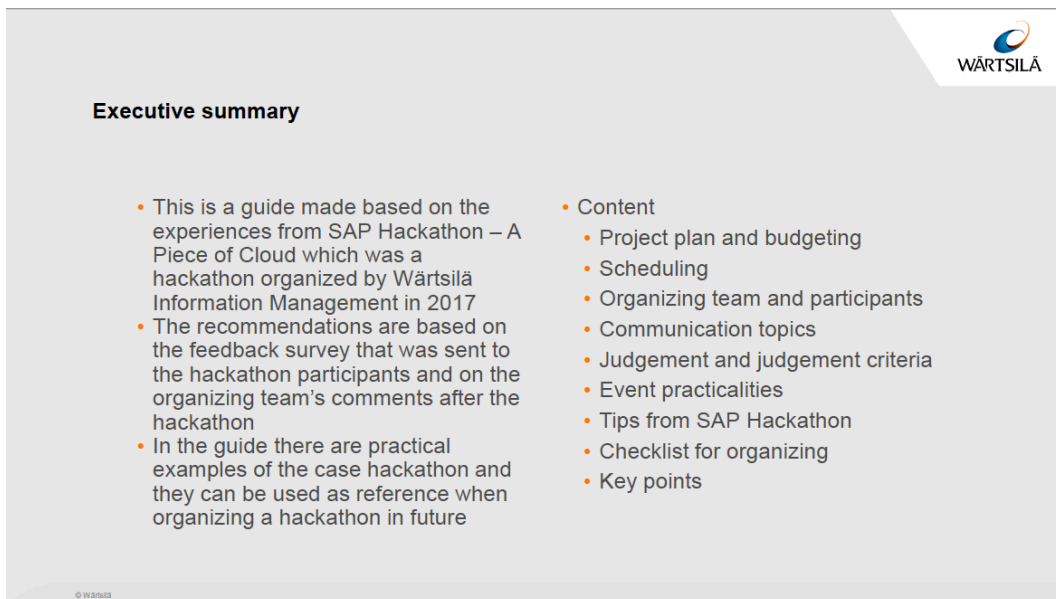 WÄRTSILÄ
Executive summary
• This is a guide made based on the
experiences from SAP Hackathon – A
Piece of Cloud which was a
hackathon organized by Wärtsilä
Information Management in 2017
• The recommendations are based on
the feedback survey that was sent to
the hackathon participants and on the
organizing team's comments after the
hackathon
• In the guide there are practical
examples of the case hackathon and
they can be used as reference when
organizing a hackathon in future
• Content
• Project plan and budgeting
• Scheduling
• Organizing team and participants
• Communication topics
• Judgement and judgement criteria
• Event practicalities
• Tips from SAP Hackathon
• Checklist for organizing
• Key points
© Wärtsilä